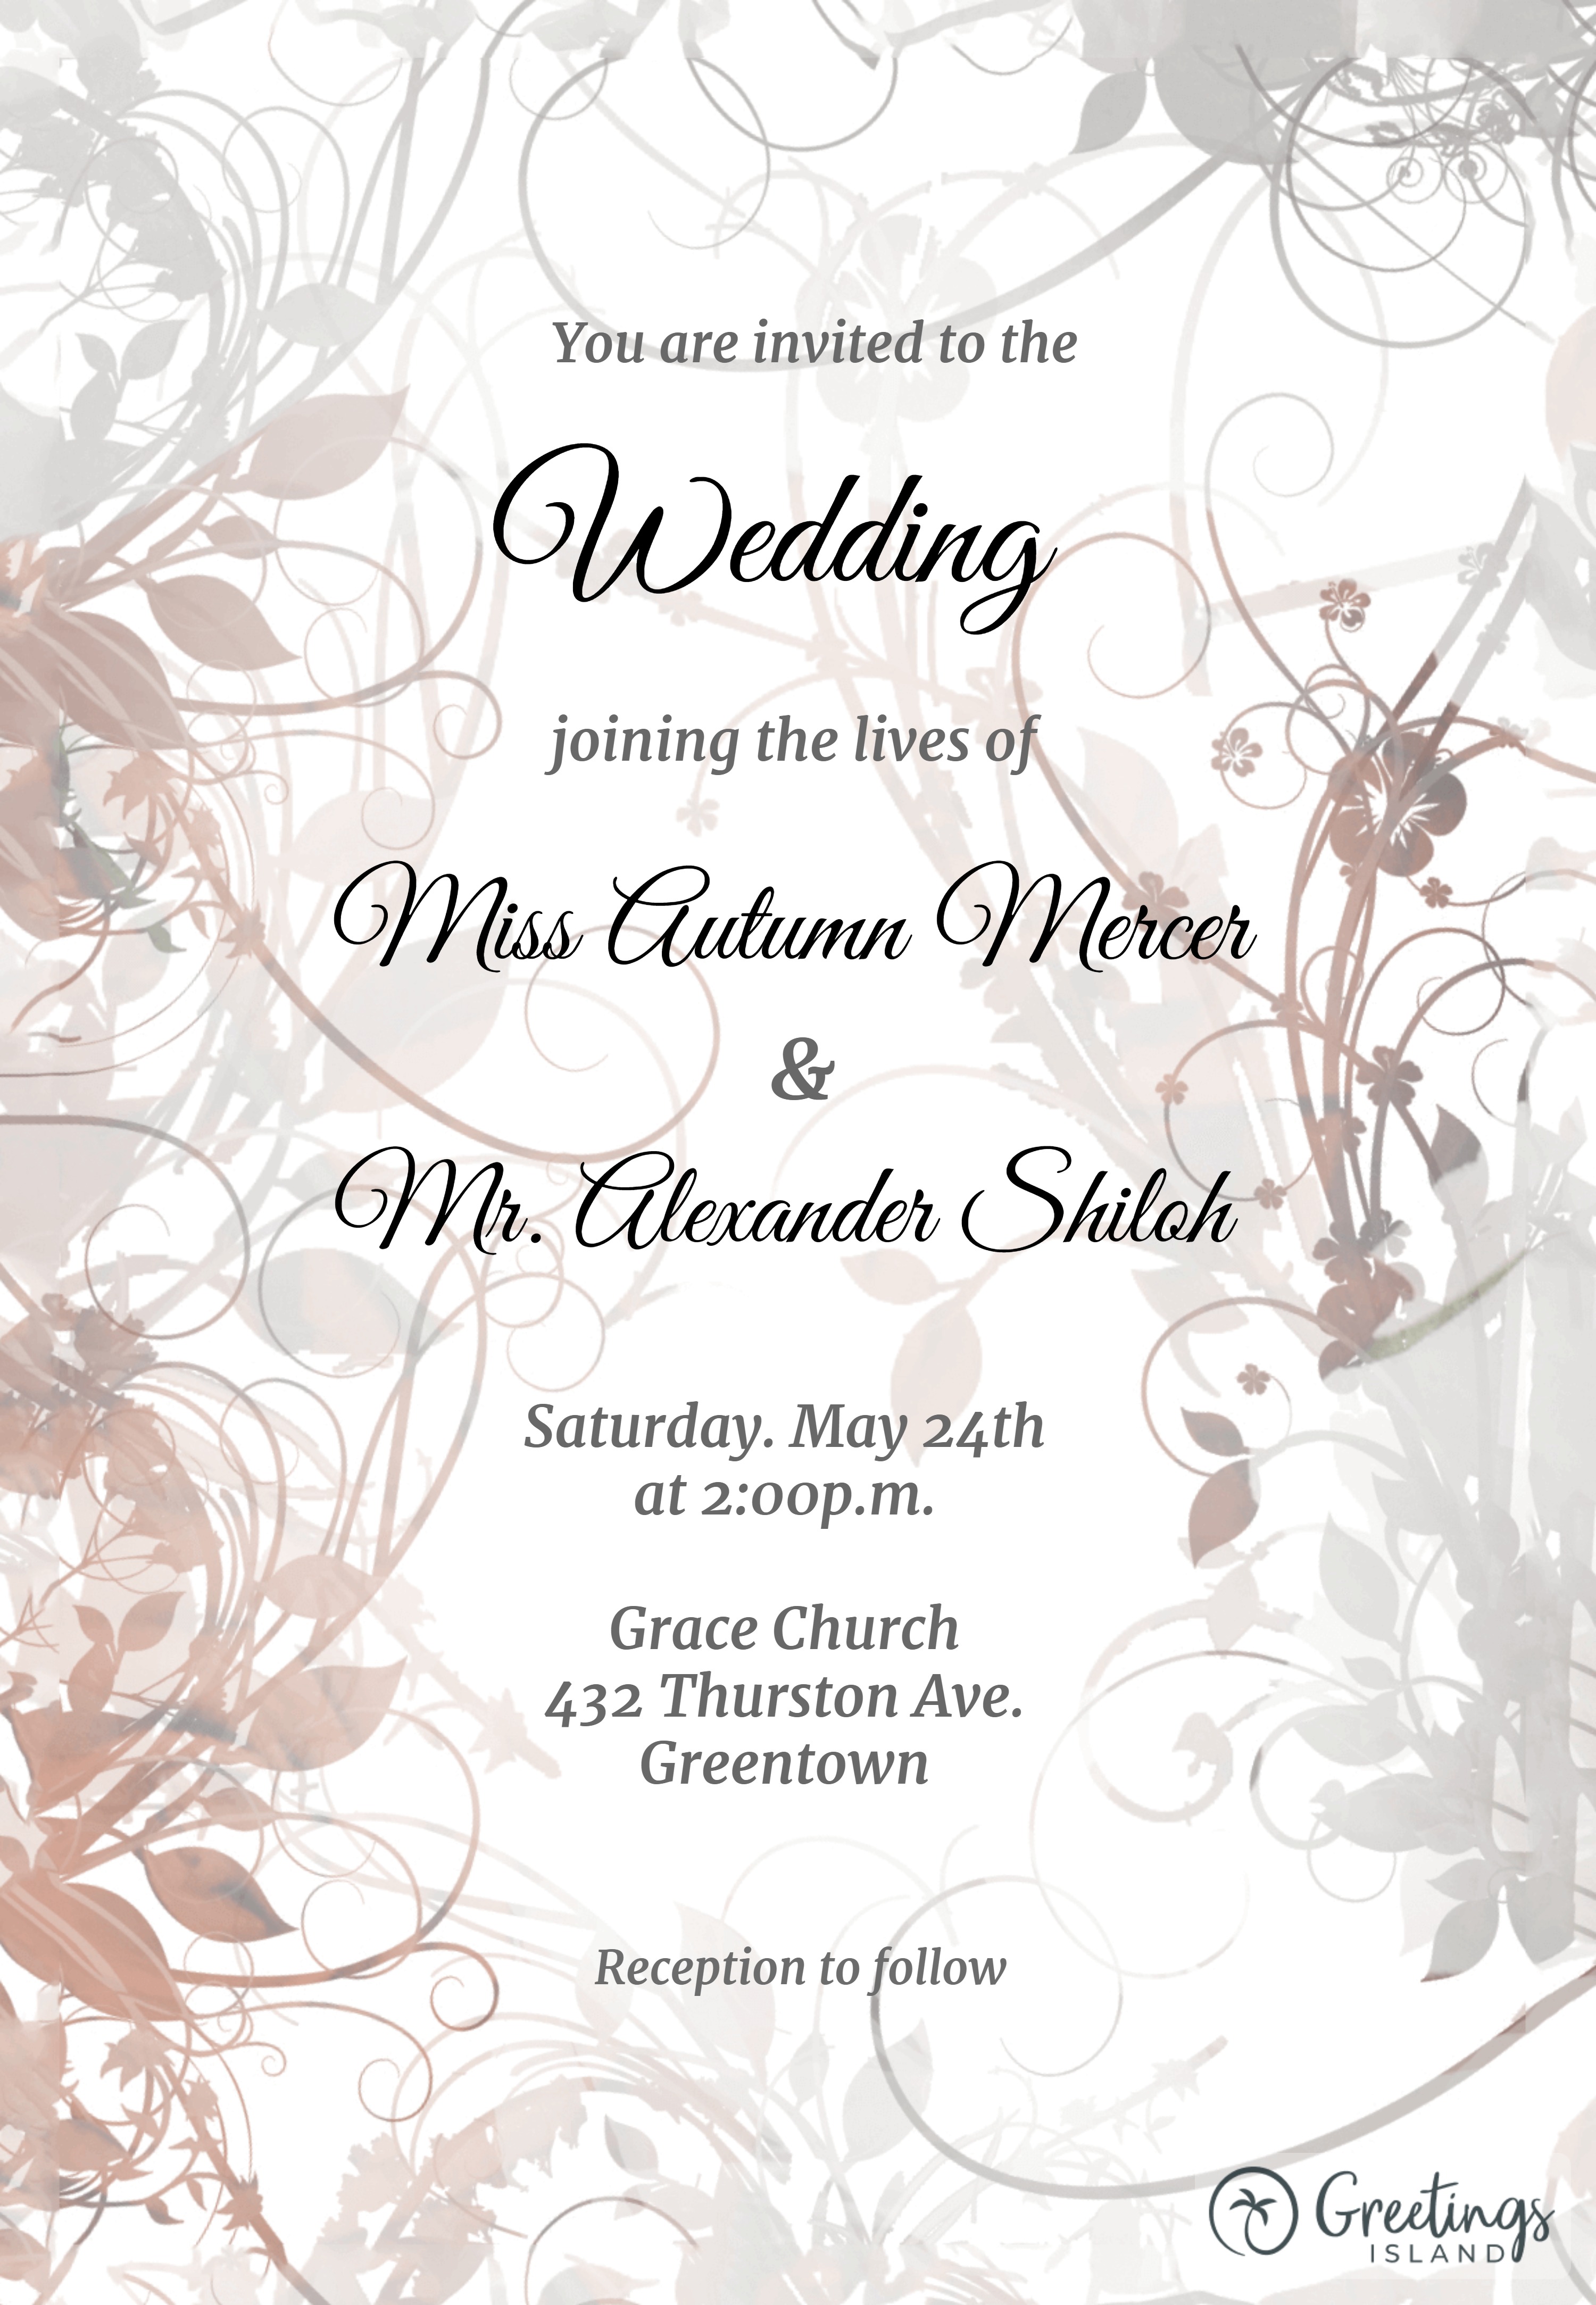 You are invited to the
Wedding
joining the lives of
Miss Autumn Mercer
&
Mr. Alexander Shiloh
Saturday. May 24th
at 2:00p.m.
Grace Church
432 Thurston Ave.
Greentown
Reception to follow
Greetings
ISLAND